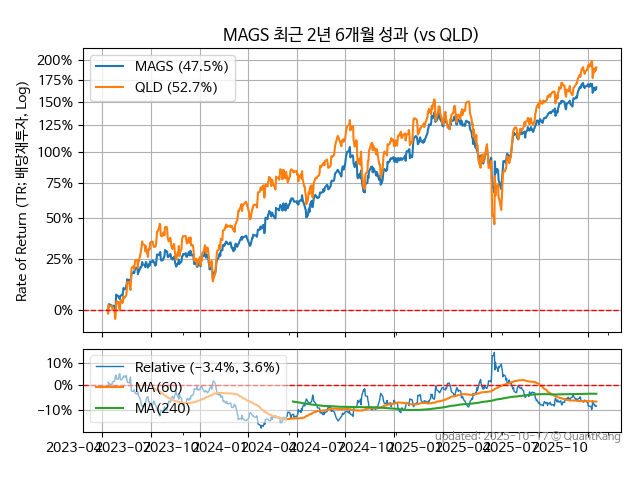 MAGS 최근 2년 6개월 성과 (vs QLD)
Rate of Return (TR: 배당재투자, Log)
200%
175%
150%
125%
100%
75%
50%
25%
0%
MAGS (47.5%)
QLD (52.7%)
10%
0%
−10%
Relative (−3.4%, 3.6%)
MA(60)
MA(240)
2023-04
2023-07
2023-10
2024-01
2024-04
2024-07
2024-10
2025-01
2025-04
2025-07
2025-10
updated: 2025-10-17 © QuantKang